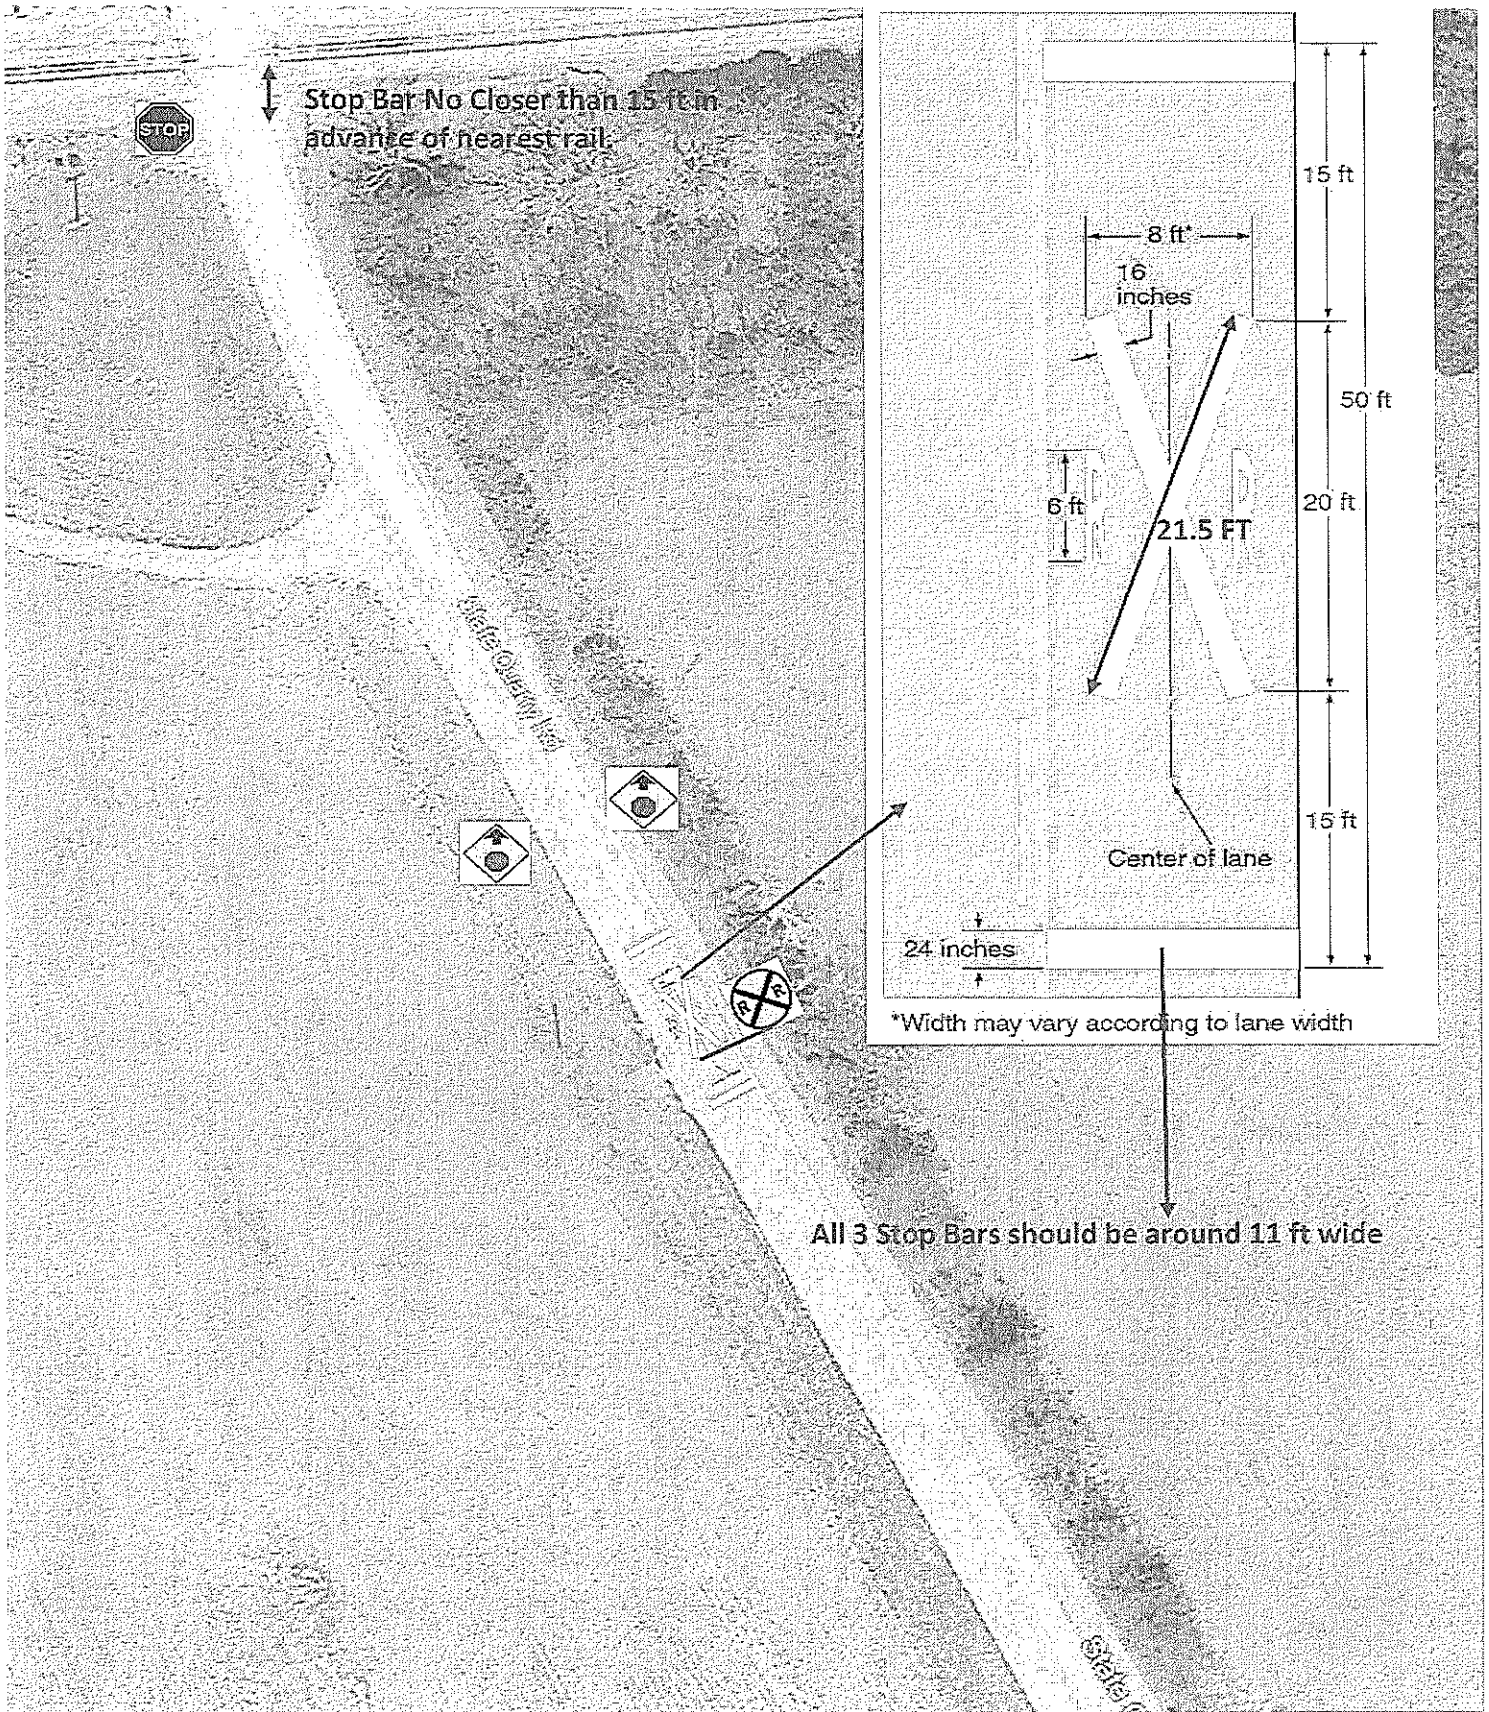 STOP
Stop Bar No Closer than 15 ft in
advance of nearest rail.
15 ft
8 ft*
16
inches
50 ft
6 ft
20 ft
21.5 FT
15 ft
Center of lane
24 inches
R R
*Width may vary according to lane width
All 3 Stop Bars should be around 11 ft wide